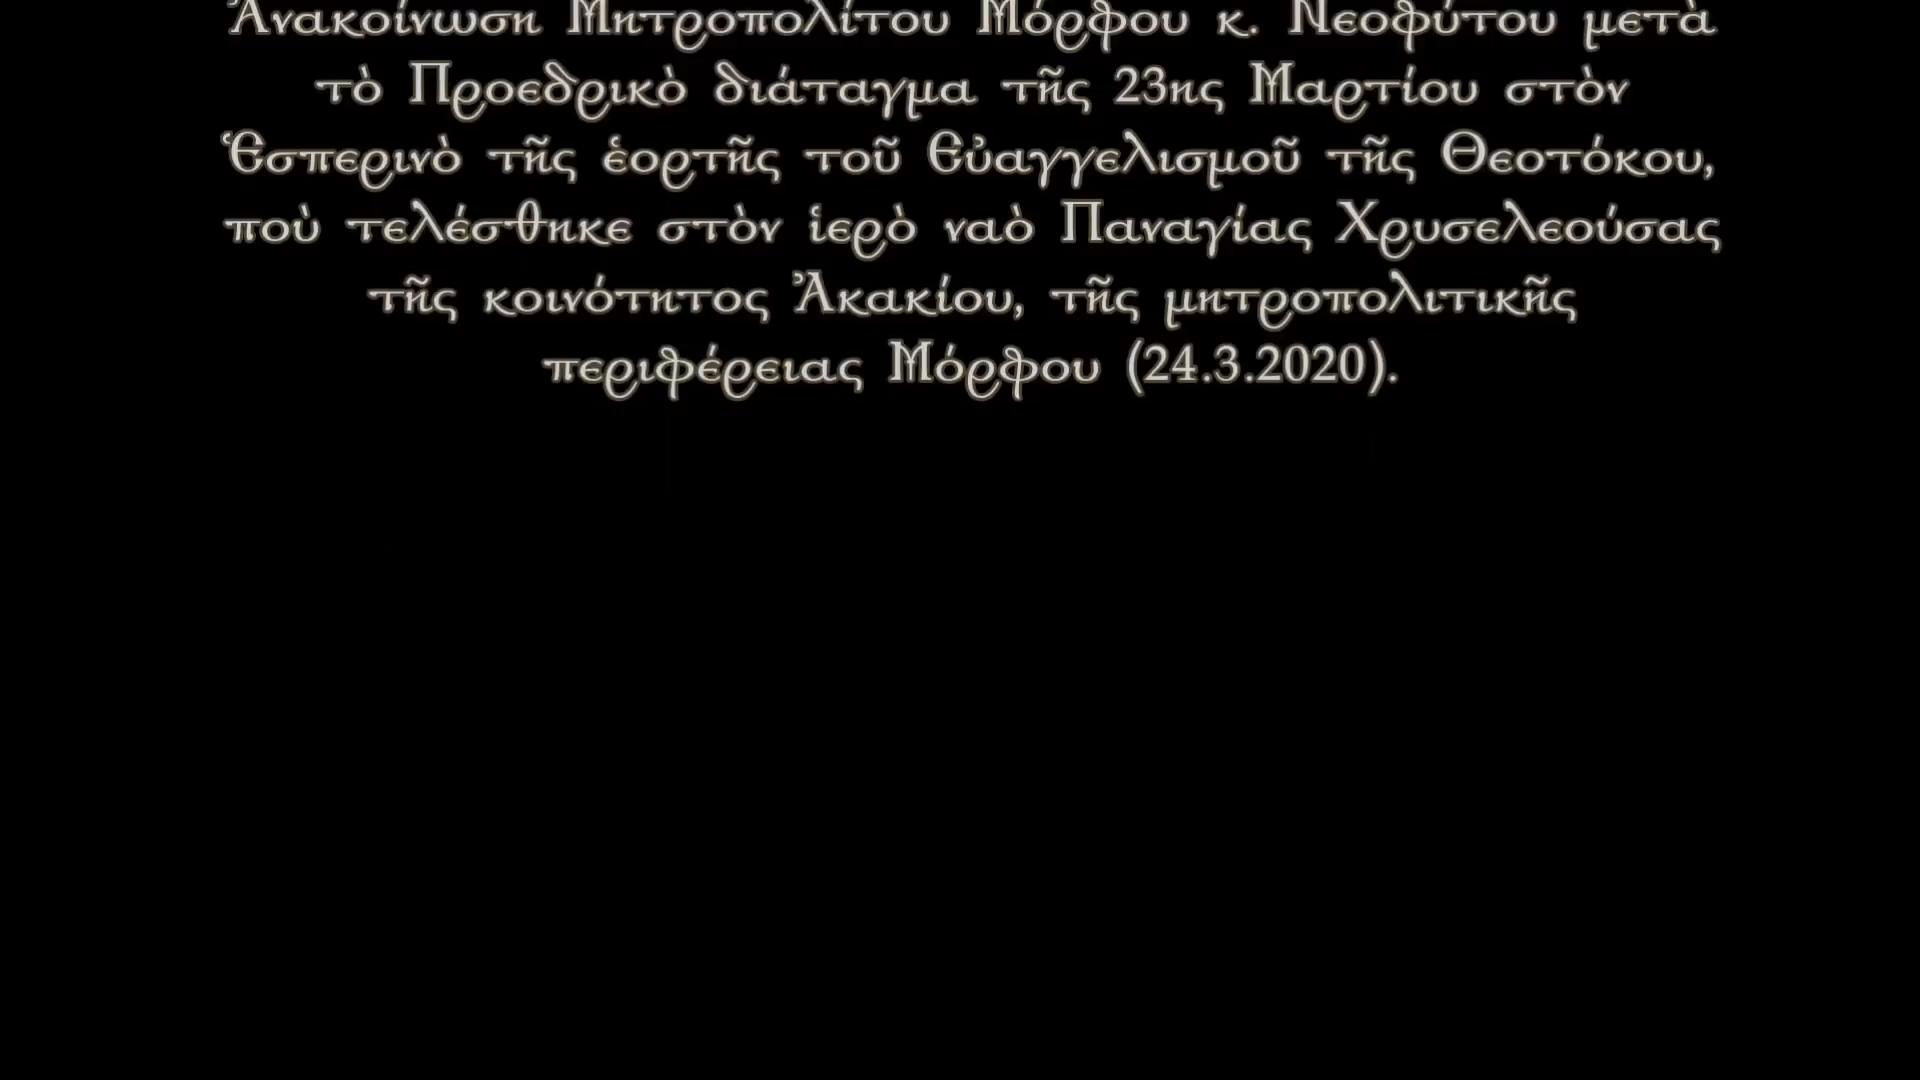 Ἀνακοίνωση Μητροπολίτου Μόρφου κ. Νεοφύτου μετὰ
τὸ Προεδρικὸ διάταγμα τῆς 23ης Μαρτίου στὸν
Ἑσπερινὸ τῆς ἑορτῆς τοῦ Εὐαγγελισμοῦ τῆς Θεοτόκου,
ποὺ τελέσθηκε στὸν ἱερὸ ναὸ Παναγίας Χρυσελεούσας
τῆς κοινότητος Ἀκακίου, τῆς μητροπολιτικῆς
περιφέρειας Μόρφου (24.3.2020).